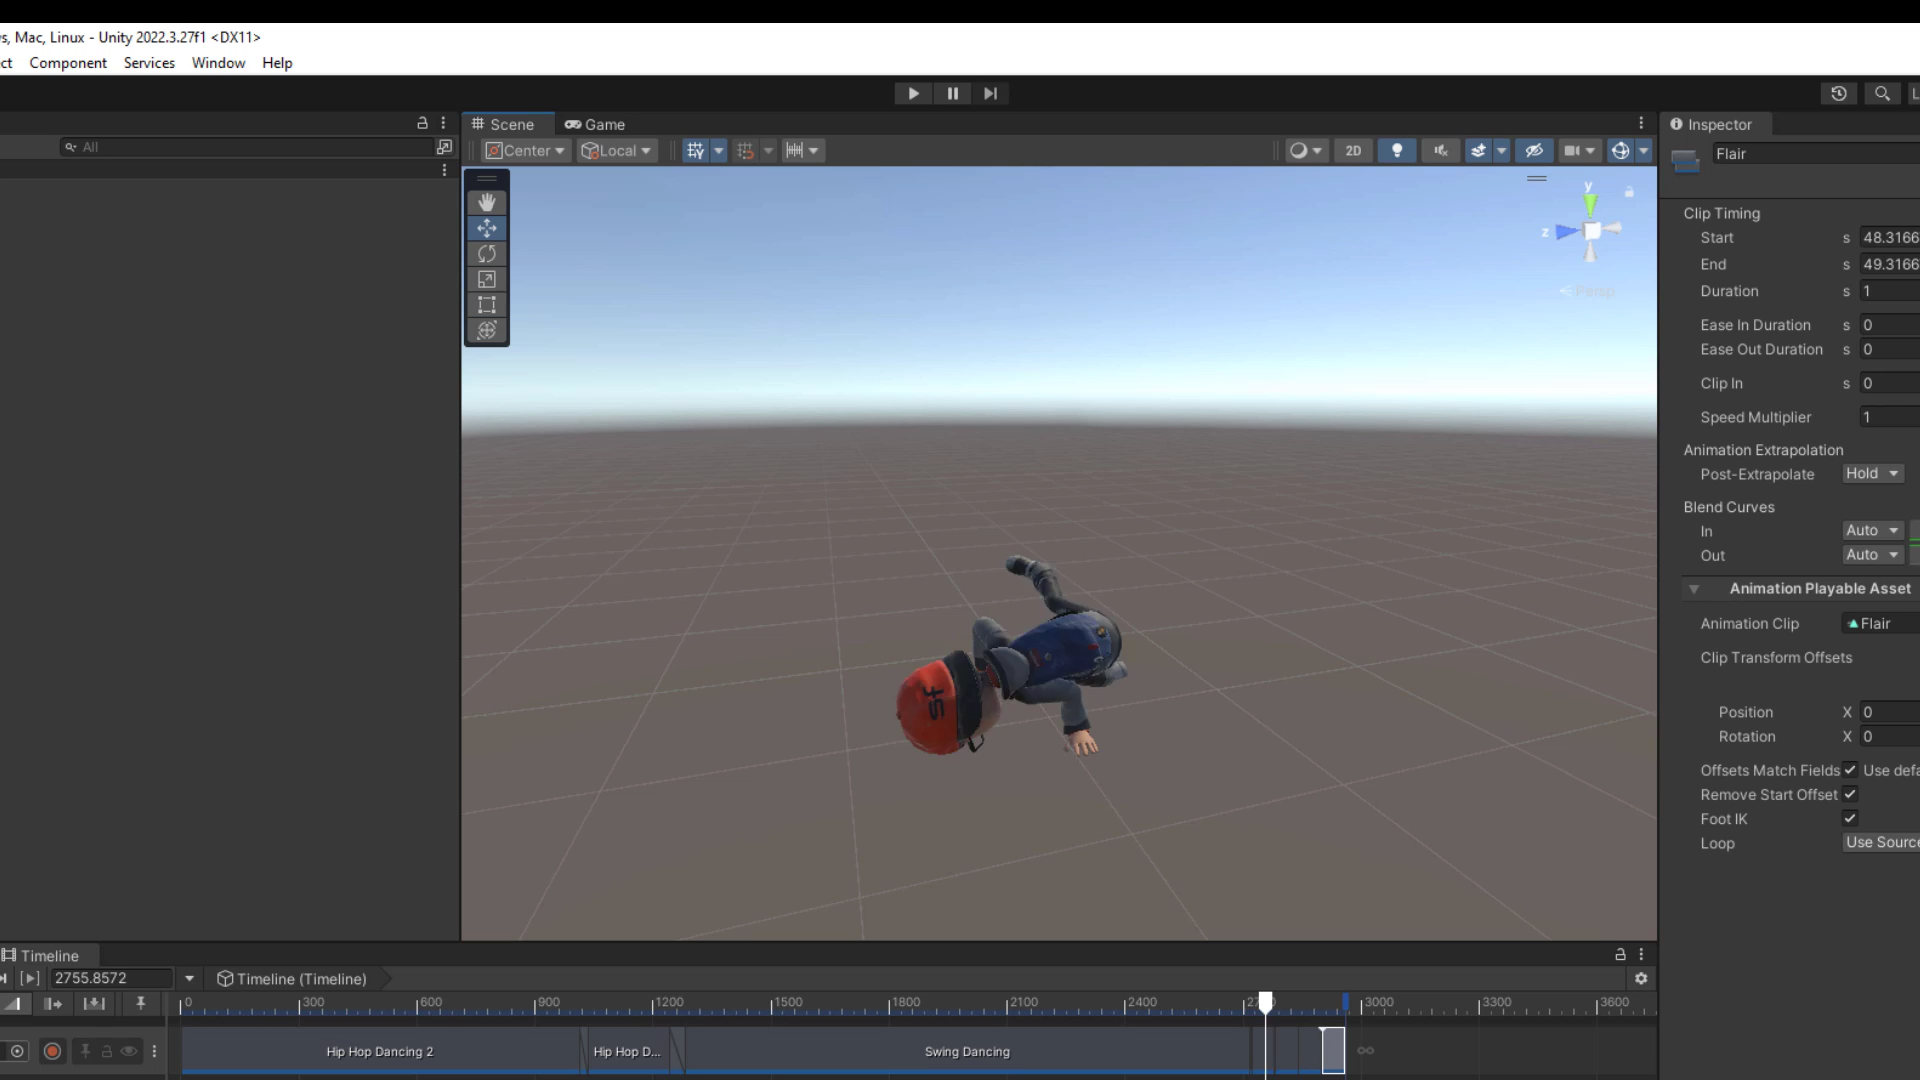 s, Mac, Linux - Unity 2022.3.27f1 <DX11>
ct Component Services Window Help
All
Scene Game
Center Local 2D
y
z
Persp
sf
Inspector
Flair
Clip Timing
Start s 48.3166
End s 49.3166
Duration s 1
Ease In Duration s 0
Ease Out Duration s 0
Clip In s 0
Speed Multiplier 1
Animation Extrapolation
Post-Extrapolate Hold
Blend Curves
In Auto
Out Auto
Animation Playable Asset
Animation Clip Flair
Clip Transform Offsets
Position X 0
Rotation X 0
Offsets Match Fields Use defa
Remove Start Offset
Foot IK
Loop Use Source
Timeline
2755.8572 Timeline (Timeline)
0 300 600 900 1200 1500 1800 2100 2400 3000 3300 3600
Hip Hop Dancing 2 Hip Hop D... Swing Dancing